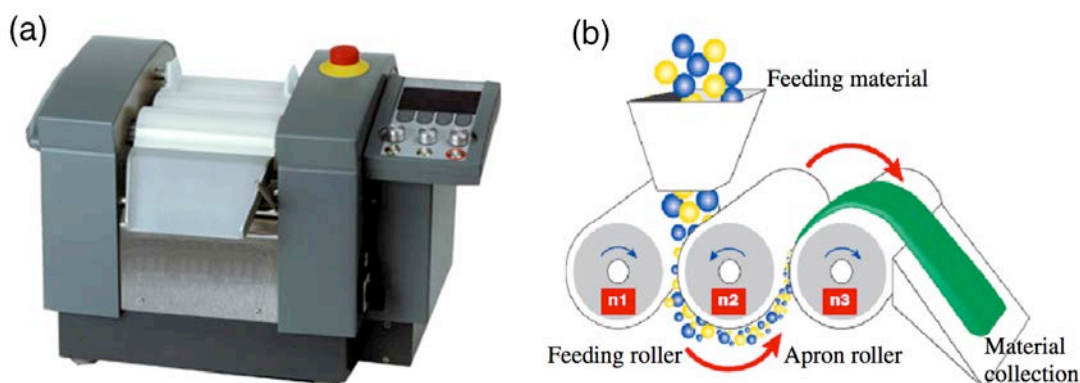 (a)
(b)
Feeding material
n1
n2
n3
Feeding roller
Apron roller
Material
collection